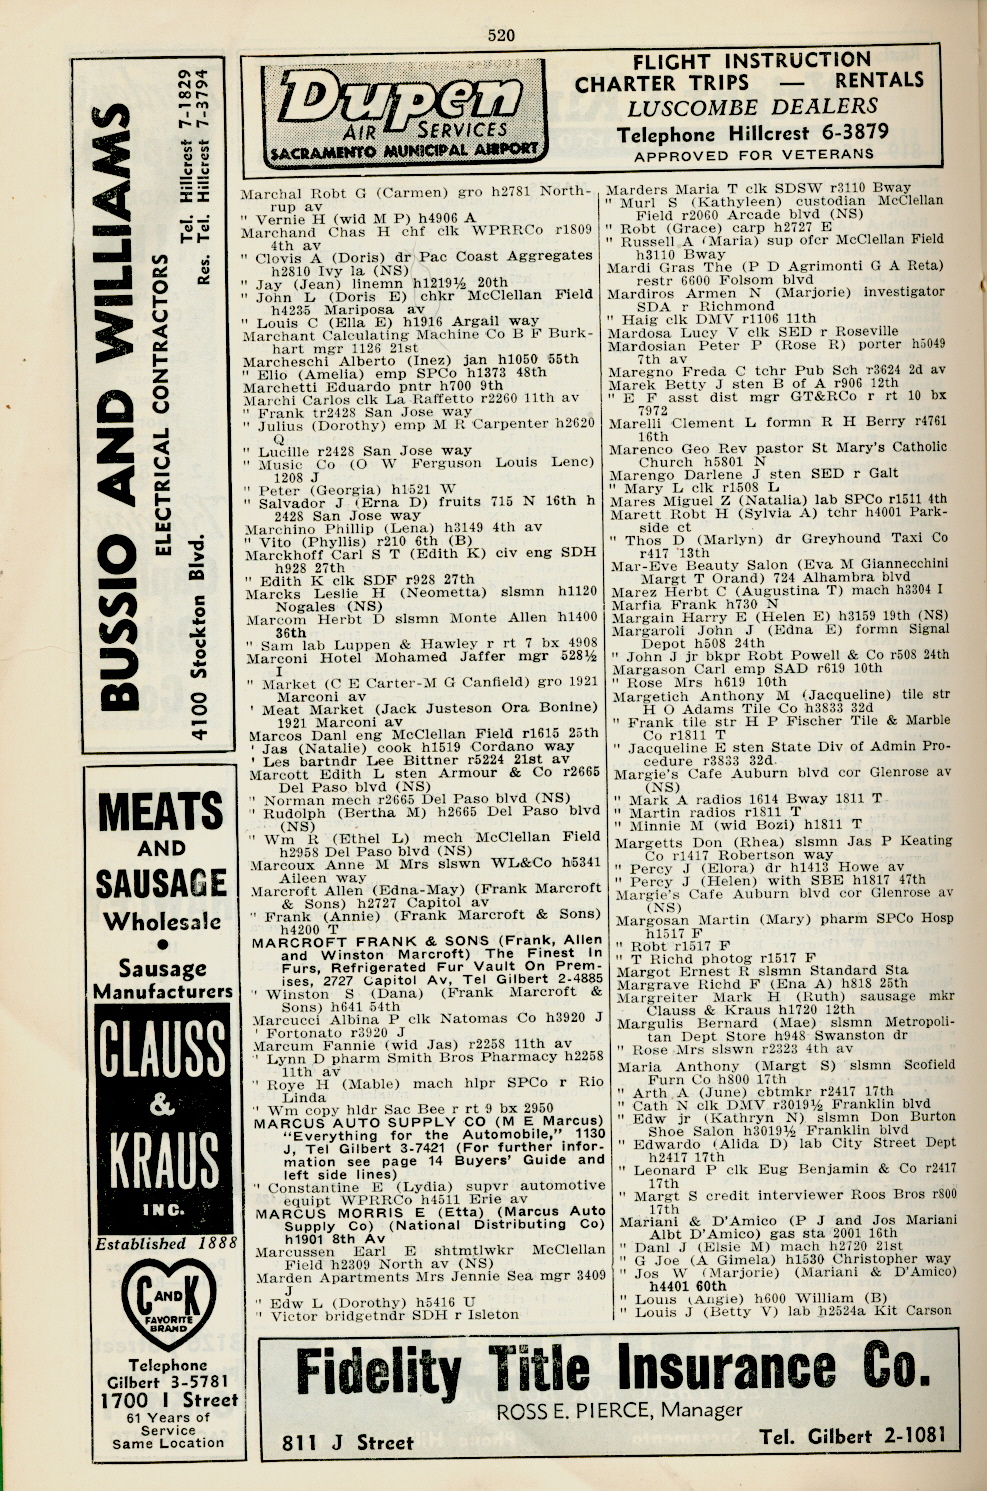 520
BUSSIO AND WILLIAMS
ELECTRICAL CONTRACTORS
4100 Stockton Blvd.
Tel. Hillcrest 7-1829
Res. Tel. Hillcrest 7-3794
MEATS
AND
SAUSAGE
Wholesale
Sausage
Manufacturers
CLAUSS
&
KRAUS
INC.
Established 1888
C AND K
FAVORITE
BRAND
Telephone
Gilbert 3-5781
1700 I Street
61 Years of
Service
Same Location
Dupen
AIR SERVICES
SACRAMENTO MUNICIPAL AIRPORT
FLIGHT INSTRUCTION
CHARTER TRIPS — RENTALS
LUSCOMBE DEALERS
Telephone Hillcrest 6-3879
APPROVED FOR VETERANS
Marchal Robt G (Carmen) gro h2781 North-
rup av
" Vernie H (wid M P) h4906 A
Marchand Chas H chf clk WPRRCo r1809
4th av
" Clovis A (Doris) dr Pac Coast Aggregates
h2810 Ivy la (NS)
" Jay (Jean) linemn h1219½ 20th
" John L (Doris E) chkr McClellan Field
h4235 Mariposa av
" Louis C (Ella E) h1916 Argail way
Marchant Calculating Machine Co B F Burk-
hart mgr 1126 21st
Marcheschi Alberto (Inez) jan h1050 55th
" Elio (Amelia) emp SPCo h1373 48th
Marchetti Eduardo pntr h700 9th
Marchi Carlos clk La Raffetto r2260 11th av
" Frank tr2428 San Jose way
" Julius (Dorothy) emp M R Carpenter h2620
Q
" Lucille r2428 San Jose way
" Music Co (O W Ferguson Louis Lenc)
1208 J
" Peter (Georgia) h1521 W
" Salvador J (Erna D) fruits 715 N 16th h
2428 San Jose way
Marchino Phillip (Lena) h3149 4th av
" Vito (Phyllis) r210 6th (B)
Marckhoff Carl S T (Edith K) civ eng SDH
h928 27th
" Edith K clk SDF r928 27th
Marcks Leslie H (Neometta) slsmn h1120
Nogales (NS)
Marcom Herbt D slsmn Monte Allen h1400
36th
" Sam lab Luppen & Hawley r rt 7 bx 4908
Marconi Hotel Mohamed Jaffer mgr 528½
I
" Market (C E Carter-M G Canfield) gro 1921
Marconi av
' Meat Market (Jack Justeson Ora Bonine)
1921 Marconi av
Marcos Danl eng McClellan Field r1615 25th
' Jas (Natalie) cook h1519 Cordano way
' Les bartndr Lee Bittner r5224 21st av
Marcott Edith L sten Armour & Co r2665
Del Paso blvd (NS)
" Norman mech r2665 Del Paso blvd (NS)
" Rudolph (Bertha M) h2665 Del Paso blvd
(NS)
" Wm R (Ethel L) mech McClellan Field
h2958 Del Paso blvd (NS)
Marcoux Anne M Mrs slswn WL&Co h5341
Aileen way
Marcroft Allen (Edna-May) (Frank Marcroft
& Sons) h2727 Capitol av
" Frank (Annie) (Frank Marcroft & Sons)
h4200 T
MARCROFT FRANK & SONS (Frank, Allen
and Winston Marcroft) The Finest In
Furs, Refrigerated Fur Vault On Prem-
ises, 2727 Capitol Av, Tel Gilbert 2-4885
" Winston S (Dana) (Frank Marcroft &
Sons) h641 54th
Marcucci Albina P clk Natomas Co h3920 J
' Fortonato r3920 J
Marcum Fannie (wid Jas) r2258 11th av
" Lynn D pharm Smith Bros Pharmacy h2258
11th av
" Roye H (Mable) mach hlpr SPCo r Rio
Linda
" Wm copy hldr Sac Bee r rt 9 bx 2950
MARCUS AUTO SUPPLY CO (M E Marcus)
"Everything for the Automobile," 1130
J, Tel Gilbert 3-7421 (For further infor-
mation see page 14 Buyers' Guide and
left side lines)
" Constantine E (Lydia) supvr automotive
equipt WPRRCo h4511 Erie av
MARCUS MORRIS E (Etta) (Marcus Auto
Supply Co) (National Distributing Co)
h1901 8th Av
Marcussen Earl E shtmtlwkr McClellan
Field h2309 North av (NS)
Marden Apartments Mrs Jennie Sea mgr 3409
J
" Edw L (Dorothy) h5416 U
" Victor bridgetndr SDH r Isleton
Marders Maria T clk SDSW r3110 Bway
" Murl S (Kathyleen) custodian McClellan
Field r2060 Arcade blvd (NS)
" Robt (Grace) carp h2727 E
" Russell A (Maria) sup ofcr McClellan Field
h3110 Bway
Mardi Gras The (P D Agrimonti G A Reta)
restr 6600 Folsom blvd
Mardiros Armen N (Marjorie) investigator
SDA r Richmond
" Haig clk DMV r1106 11th
Mardosa Lucy V clk SED r Roseville
Mardosian Peter P (Rose R) porter h5049
7th av
Maregno Freda C tchr Pub Sch r3624 2d av
Marek Betty J sten B of A r906 12th
" E F asst dist mgr GT&RCo r rt 10 bx
7972
Marelli Clement L formn R H Berry r4761
16th
Marenco Geo Rev pastor St Mary's Catholic
Church h5801 N
Marengo Darlene J sten SED r Galt
" Mary L clk r1508 L
Mares Miguel Z (Natalia) lab SPCo r1511 4th
Marett Robt H (Sylvia A) tchr h4001 Park-
side ct
" Thos D (Marlyn) dr Greyhound Taxi Co
r417 13th
Mar-Eve Beauty Salon (Eva M Giannecchini
Margt T Orand) 724 Alhambra blvd
Marez Herbt C (Augustina T) mach h3304 I
Marfia Frank h730 N
Margain Harry E (Helen E) h3159 19th (NS)
Margaroli John J (Edna E) formn Signal
Depot h508 24th
" John J jr bkpr Robt Powell & Co r508 24th
Margason Carl emp SAD r619 10th
" Rose Mrs h619 10th
Margetich Anthony M (Jacqueline) tile str
H O Adams Tile Co h3833 32d
" Frank tile str H P Fischer Tile & Marble
Co r1811 T
" Jacqueline E sten State Div of Admin Pro-
cedure r3833 32d
Margie's Cafe Auburn blvd cor Glenrose av
(NS)
" Mark A radios 1614 Bway 1811 T
" Martin radios r1811 T
" Minnie M (wid Bozi) h1811 T
Margetts Don (Rhea) slsmn Jas P Keating
Co r1417 Robertson way
" Percy J (Elora) dr h1413 Howe av
" Percy J (Helen) with SBE h1817 47th
Margie's Cafe Auburn blvd cor Glenrose av
(NS)
Margosan Martin (Mary) pharm SPCo Hosp
h1517 F
" Robt r1517 F
" T Richd photog r1517 F
Margot Ernest R slsmn Standard Sta
Margrave Richd F (Ena A) h818 25th
Margreiter Mark H (Ruth) sausage mkr
Clauss & Kraus h1720 12th
Margulis Bernard (Mae) slsmn Metropoli-
tan Dept Store h948 Swanston dr
" Rose Mrs slswn r2323 4th av
Maria Anthony (Margt S) slsmn Scofield
Furn Co h800 17th
" Arth A (June) cbtmkr r2417 17th
" Cath N clk DMV r3019½ Franklin blvd
" Edw jr (Kathryn N) slsmn Don Burton
Shoe Salon h3019½ Franklin blvd
" Edwardo (Alida D) lab City Street Dept
h2417 17th
" Leonard P clk Eug Benjamin & Co r2417
17th
" Margt S credit interviewer Roos Bros r800
17th
Mariani & D'Amico (P J and Jos Mariani
Albt D'Amico) gas sta 2001 16th
" Danl J (Elsie M) mach h2720 21st
" G Joe (A Gimela) h1530 Christopher way
" Jos W (Marjorie) (Mariani & D'Amico)
h4401 60th
" Louis (Angie) h600 William (B)
" Louis J (Betty V) lab h2524a Kit Carson
Fidelity Title Insurance Co.
ROSS E. PIERCE, Manager
811 J Street
Tel. Gilbert 2-1081